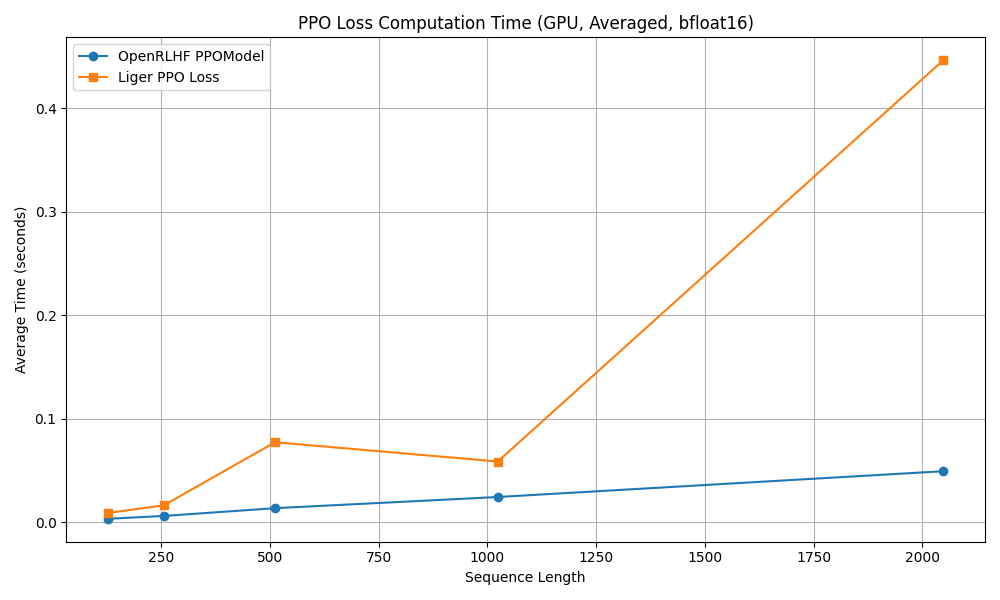 PPO Loss Computation Time (GPU, Averaged, bfloat16)
OpenRLHF PPOModel
Liger PPO Loss
Average Time (seconds)
0.4
0.3
0.2
0.1
0.0
250 500 750 1000 1250 1500 1750 2000
Sequence Length